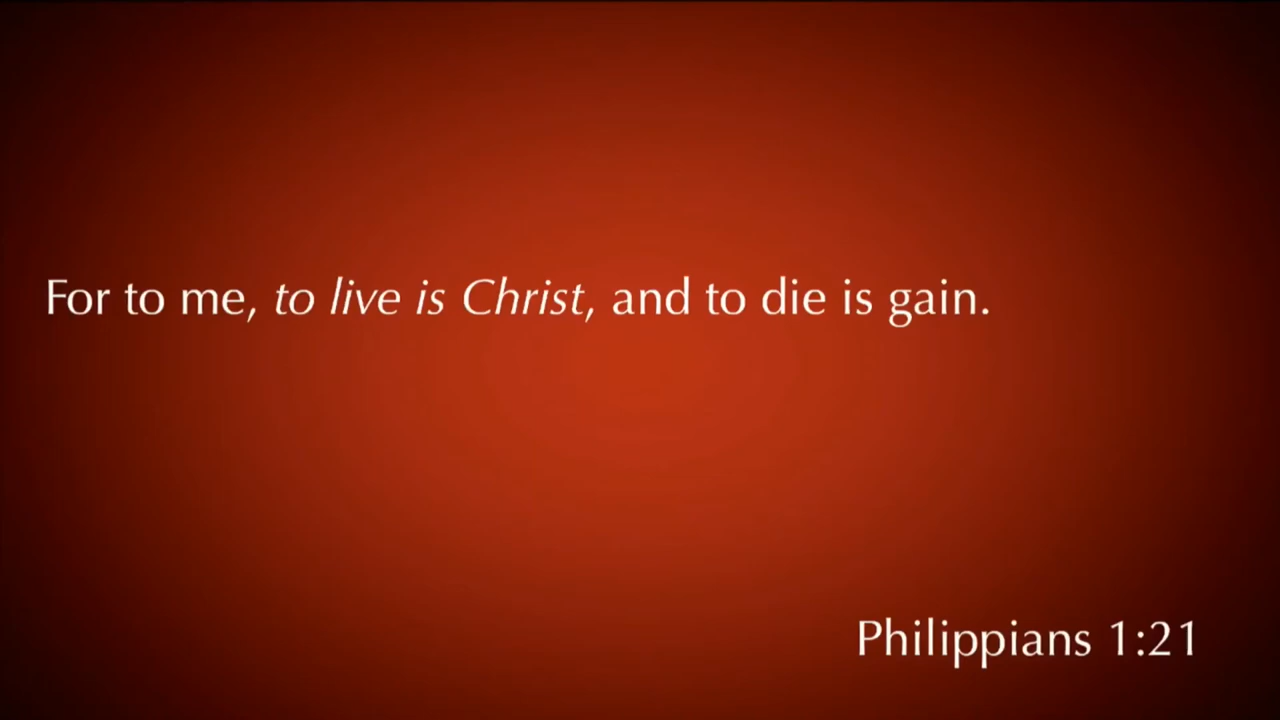 For to me, to live is Christ, and to die is gain.
Philippians 1:21